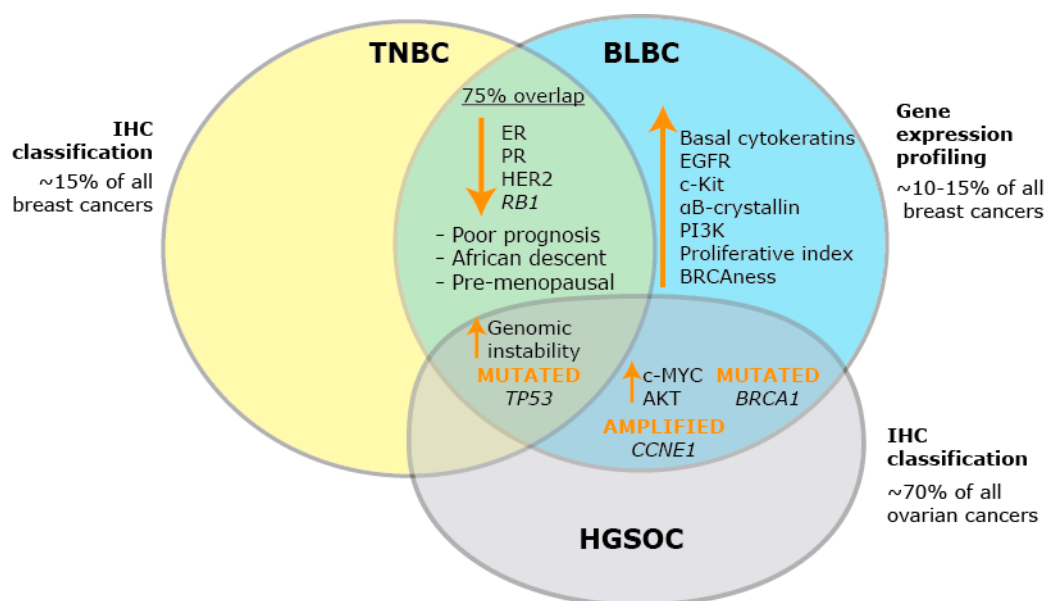 TNBC
BLBC
75% overlap
ER
PR
HER2
RB1
- Poor prognosis
- African descent
- Pre-menopausal
Basal cytokeratins
EGFR
c-Kit
αB-crystallin
PI3K
Proliferative index
BRCAness
IHC
classification
~15% of all
breast cancers
Gene
expression
profiling
~10-15% of all
breast cancers
Genomic
instability
MUTATED
TP53
c-MYC
AKT
MUTATED
BRCA1
AMPLIFIED
CCNE1
IHC
classification
~70% of all
ovarian cancers
HGSOC